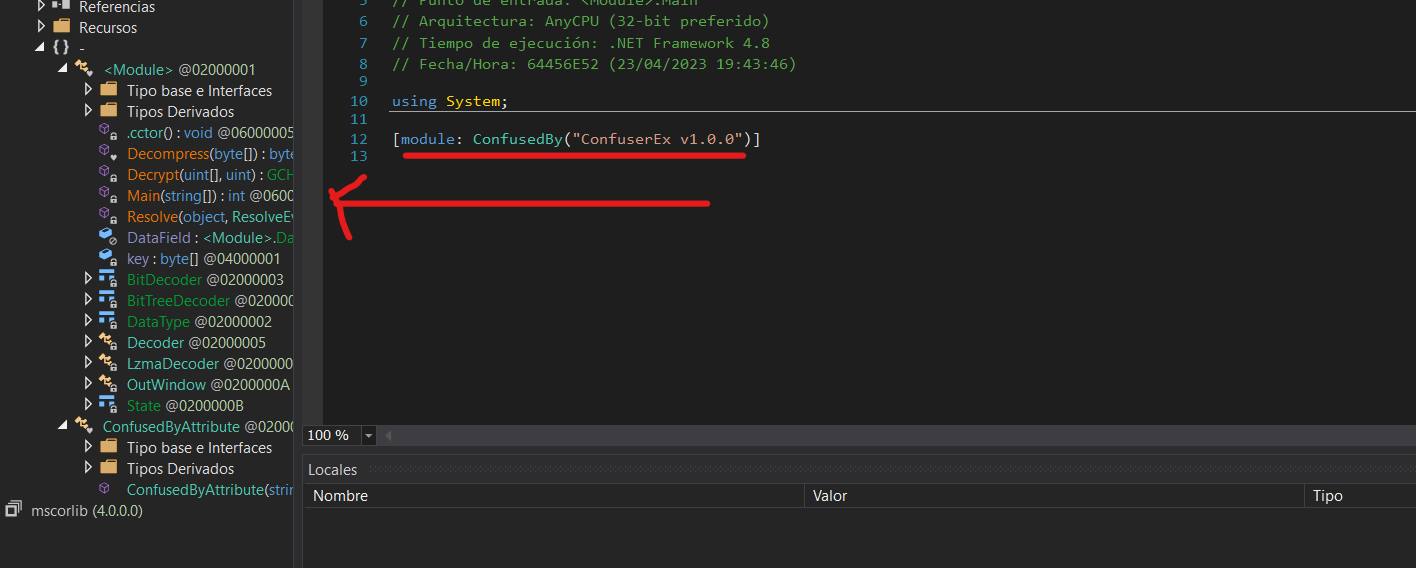 Referencias
Recursos
-
<Module> @02000001
Tipo base e Interfaces
Tipos Derivados
.cctor() : void @06000005
Decompress(byte[]) : byte
Decrypt(uint[], uint) : GCH
Main(string[]) : int @0600
Resolve(object, ResolveEv
DataField : <Module>.Da
key : byte[] @04000001
BitDecoder @02000003
BitTreeDecoder @020000
DataType @02000002
Decoder @02000005
LzmaDecoder @0200000
OutWindow @0200000A
State @0200000B
ConfusedByAttribute @0200
Tipo base e Interfaces
Tipos Derivados
ConfusedByAttribute(strin
mscorlib (4.0.0.0)
5 // Punto de entrada: <Module>.Main
6 // Arquitectura: AnyCPU (32-bit preferido)
7 // Tiempo de ejecución: .NET Framework 4.8
8 // Fecha/Hora: 64456E52 (23/04/2023 19:43:46)
9
10 using System;
11
12 [module: ConfusedBy("ConfuserEx v1.0.0")]
13
100 %
Locales
Nombre Valor Tipo